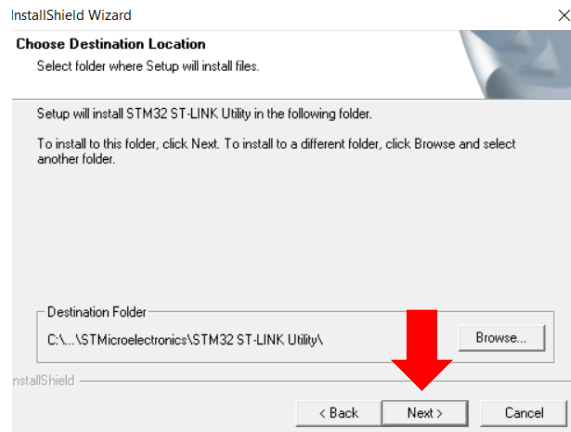 InstallShield Wizard
Choose Destination Location
Select folder where Setup will install files.
Setup will install STM32 ST-LINK Utility in the following folder.
To install to this folder, click Next. To install to a different folder, click Browse and select
another folder.
Destination Folder
C:\...\STMicroelectronics\STM32 ST-LINK Utility\
Browse...
nstallShield
< Back
Next >
Cancel